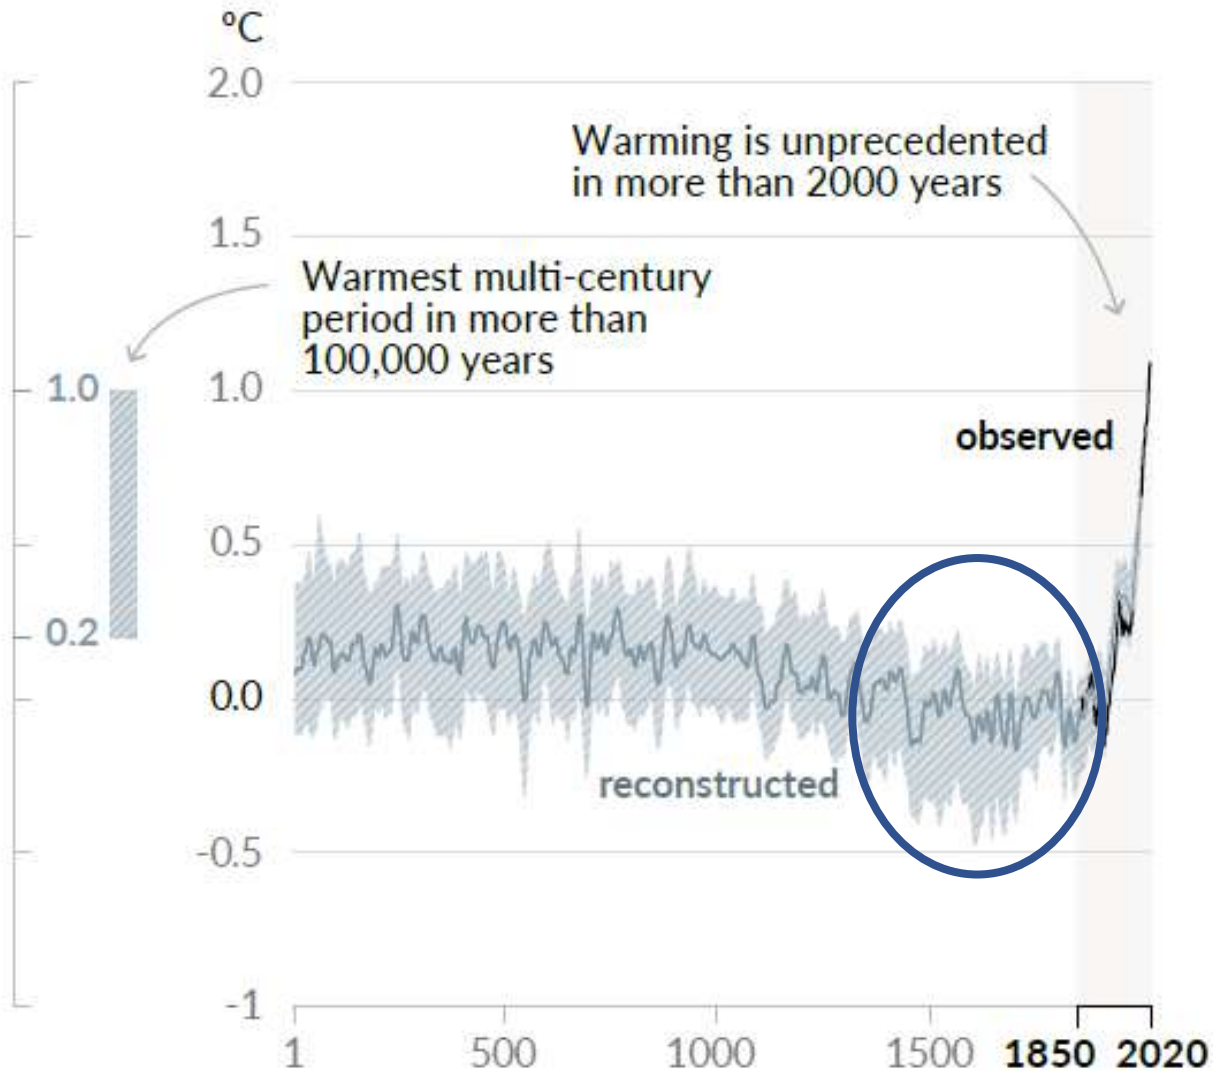 ºC
2.0
Warming is unprecedented
in more than 2000 years
1.5
Warmest multi-century
period in more than
100,000 years
1.0
1.0
observed
0.5
0.2
0.0
reconstructed
-0.5
-1
1 500 1000 1500 1850 2020